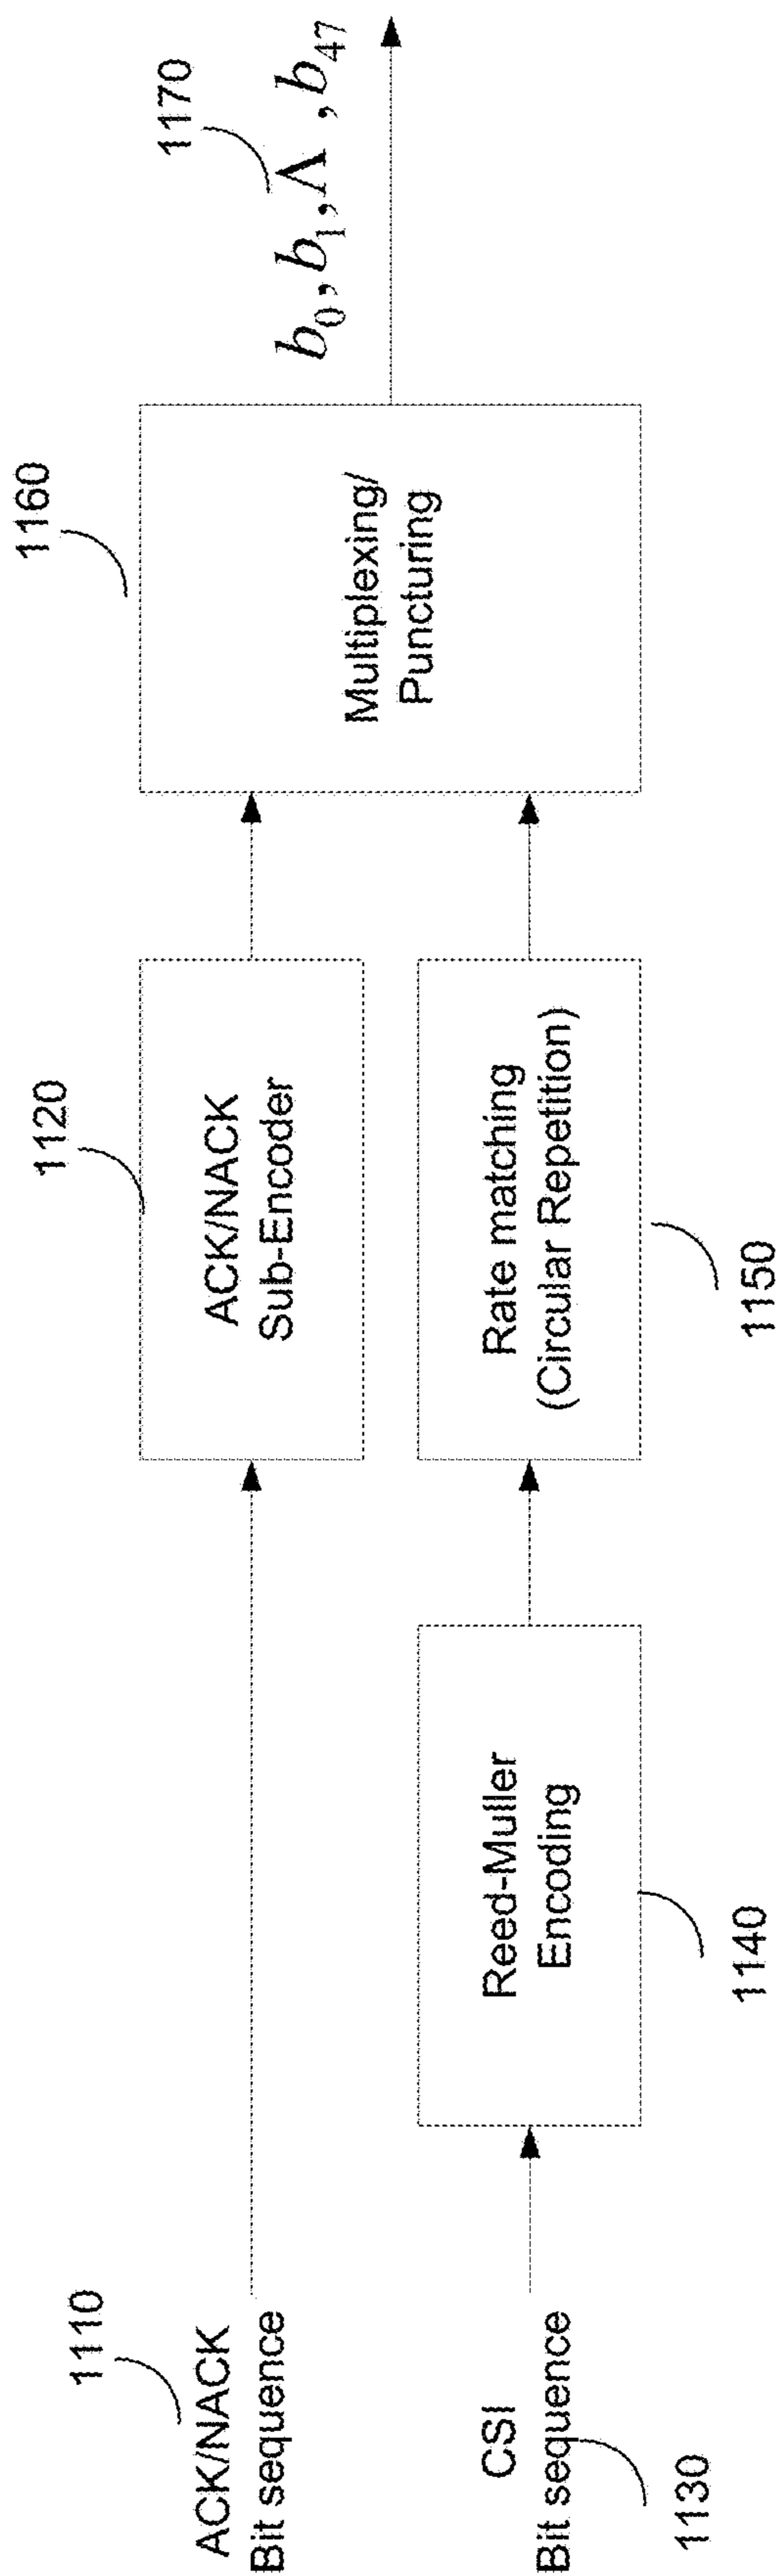 1110
ACK/NACK
Bit sequence
1120
ACK/NACK
Sub-Encoder
1130
CSI
Bit sequence
1140
Reed-Muller
Encoding
1150
Rate matching
(Circular Repetition)
1160
Multiplexing/
Puncturing
1170
b₀, b₁, Λ , b₄₇